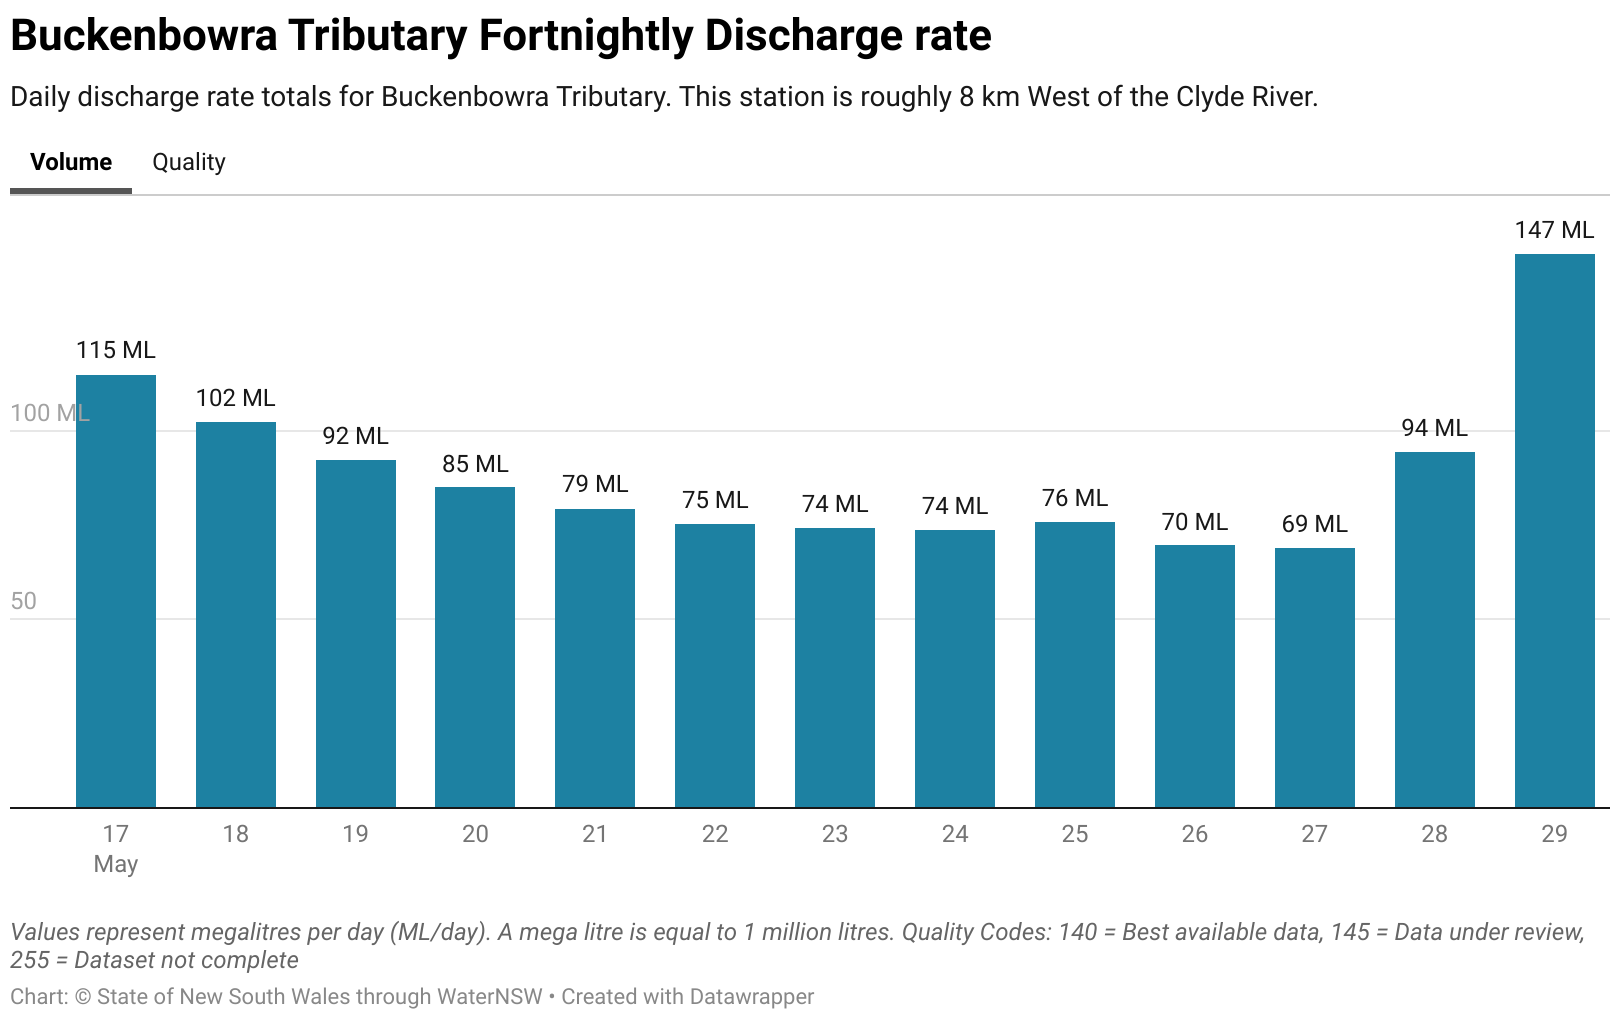 Buckenbowra Tributary Fortnightly Discharge rate
Daily discharge rate totals for Buckenbowra Tributary. This station is roughly 8 km West of the Clyde River.
Volume Quality
147 ML
115 ML
102 ML
100 ML
94 ML
92 ML
85 ML
79 ML
76 ML
75 ML
74 ML
74 ML
70 ML
69 ML
50
17 18 19 20 21 22 23 24 25 26 27 28 29
May
Values represent megalitres per day (ML/day). A mega litre is equal to 1 million litres. Quality Codes: 140 = Best available data, 145 = Data under review,
255 = Dataset not complete
Chart: © State of New South Wales through WaterNSW • Created with Datawrapper